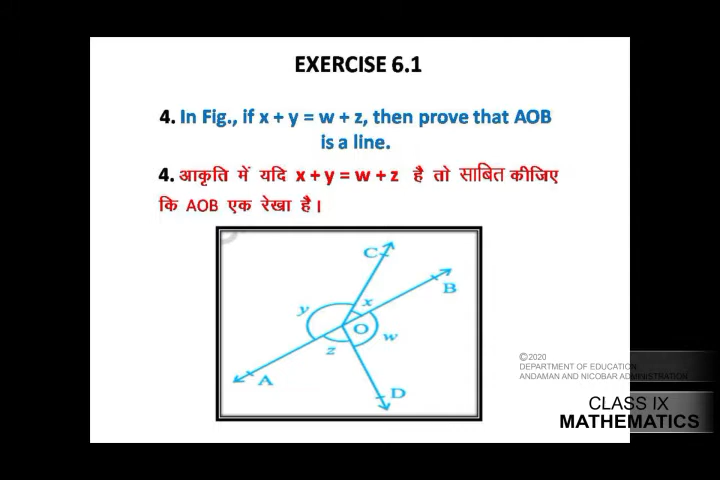 EXERCISE 6.1
4. In Fig., if x + y = w + z, then prove that AOB
is a line.
4. आकृति में यदि x + y = w + z है तो साबित कीजिए
कि AOB एक रेखा है।
C
B
x
y
O
w
z
A
D
©2020
DEPARTMENT OF EDUCATION
ANDAMAN AND NICOBAR ADMINISTRATION
CLASS IX
MATHEMATICS